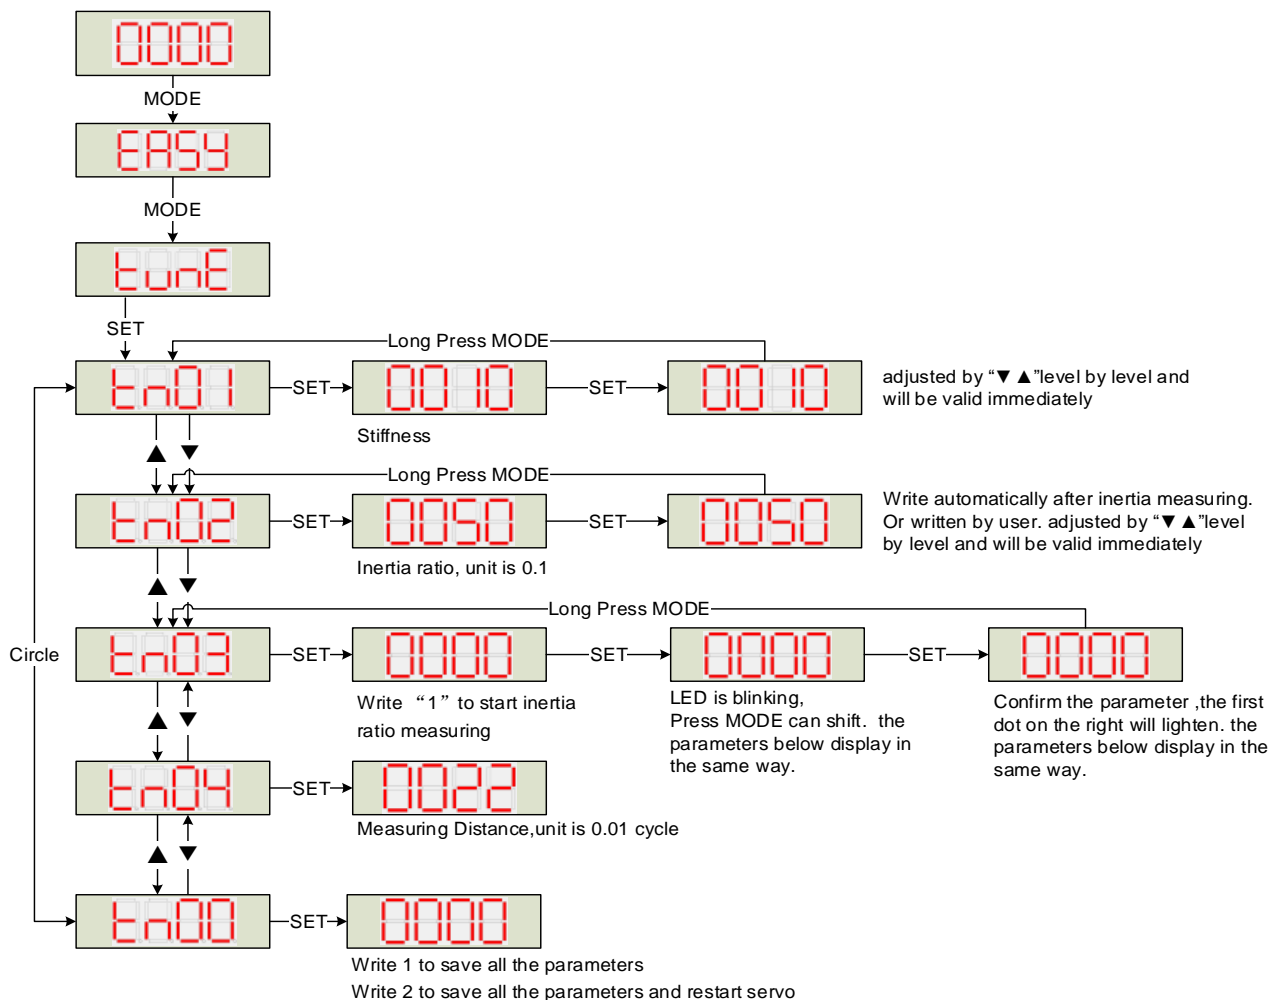 0000
MODE
EASY
MODE
tunE
SET
Long Press MODE
tn01
SET
0010
SET
0010
adjusted by “▼ ▲”level by level and
will be valid immediately
Stiffness
▲ ▼
Long Press MODE
tn02
SET
0050
SET
0050
Write automatically after inertia measuring.
Or written by user. adjusted by “▼ ▲”level
by level and will be valid immediately
Inertia ratio, unit is 0.1
▲ ▼
Long Press MODE
Circle
tn03
SET
0000
SET
0000
SET
0000
Write “1” to start inertia
ratio measuring
LED is blinking,
Press MODE can shift. the
parameters below display in
the same way.
Confirm the parameter ,the first
dot on the right will lighten. the
parameters below display in the
same way.
▲ ▼
tn04
SET
0022
Measuring Distance,unit is 0.01 cycle
▲ ▼
tn00
SET
0000
Write 1 to save all the parameters
Write 2 to save all the parameters and restart servo